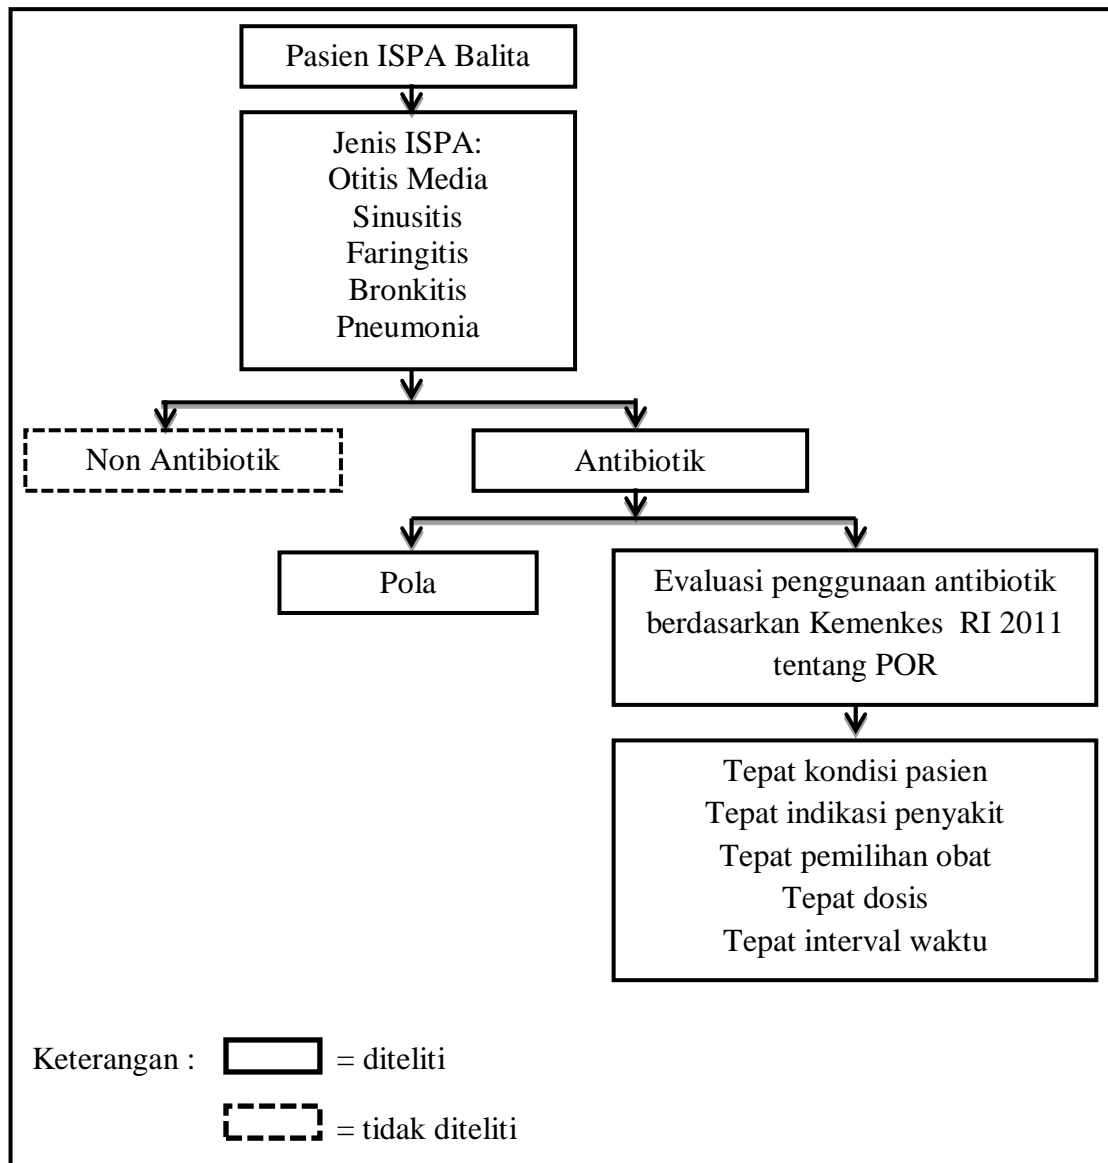 Pasien ISPA Balita
Jenis ISPA:
Otitis Media
Sinusitis
Faringitis
Bronkitis
Pneumonia
Non Antibiotik
Antibiotik
Pola
Evaluasi penggunaan antibiotik
berdasarkan Kemenkes RI 2011
tentang POR
Tepat kondisi pasien
Tepat indikasi penyakit
Tepat pemilihan obat
Tepat dosis
Tepat interval waktu
Keterangan :
= diteliti
= tidak diteliti